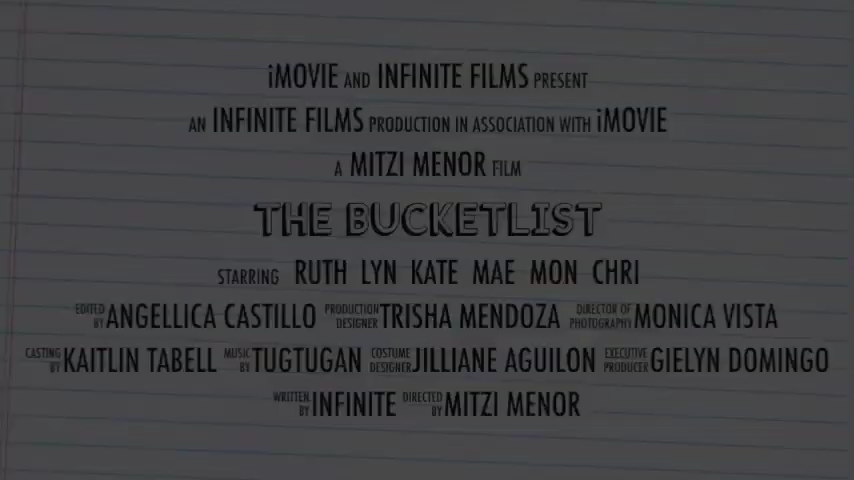 iMOVIE AND INFINITE FILMS PRESENT
AN INFINITE FILMS PRODUCTION IN ASSOCIATION WITH iMOVIE
A MITZI MENOR FILM
THE BUCKETLIST
STARRING RUTH LYN KATE MAE MON CHRI
EDITED BY ANGELLICA CASTILLO PRODUCTION DESIGNER TRISHA MENDOZA DIRECTOR OF PHOTOGRAPHY MONICA VISTA
CASTING BY KAITLIN TABELL MUSIC BY TUGTUGAN COSTUME DESIGNER JILLIANE AGUILON EXECUTIVE PRODUCER GIELYN DOMINGO
WRITTEN BY INFINITE DIRECTED BY MITZI MENOR